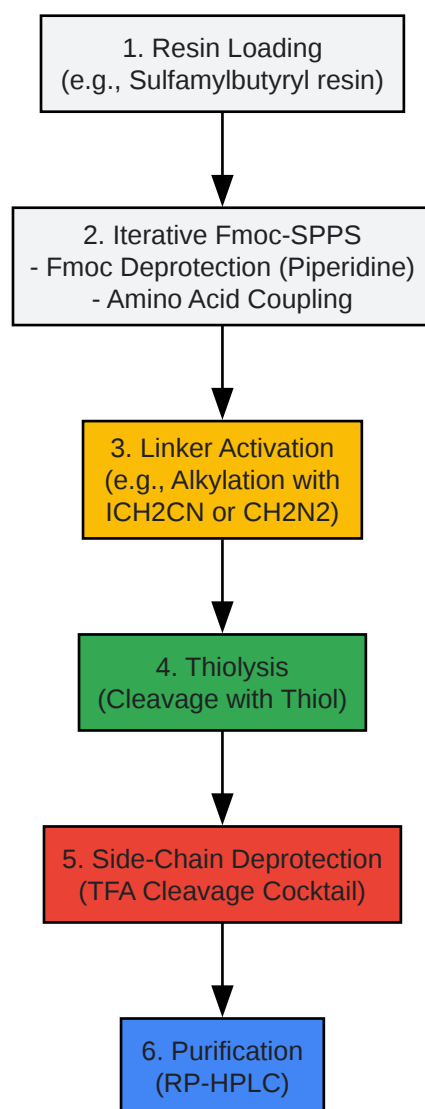 1. Resin Loading
(e.g., Sulfamylbutyryl resin)
2. Iterative Fmoc-SPPS
- Fmoc Deprotection (Piperidine)
- Amino Acid Coupling
3. Linker Activation
(e.g., Alkylation with
ICH2CN or CH2N2)
4. Thiolysis
(Cleavage with Thiol)
5. Side-Chain Deprotection
(TFA Cleavage Cocktail)
6. Purification
(RP-HPLC)